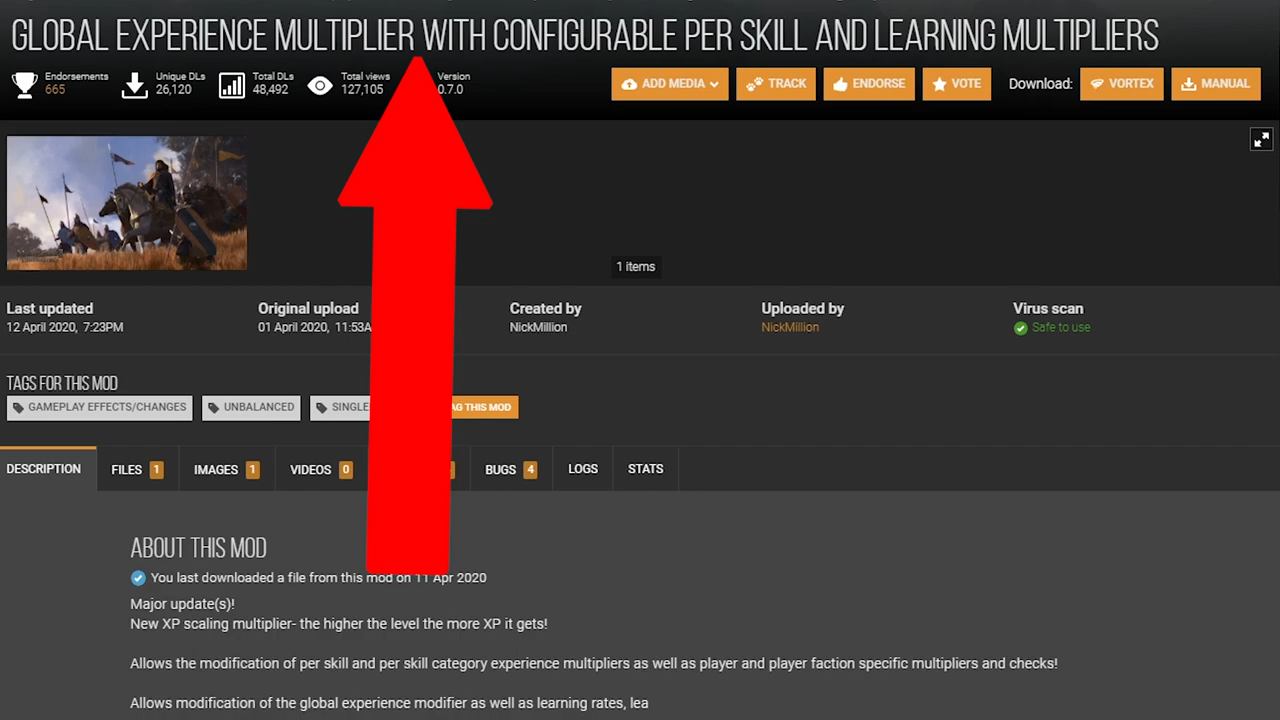 GLOBAL EXPERIENCE MULTIPLIER WITH CONFIGURABLE PER SKILL AND LEARNING MULTIPLIERS
Endorsements Unique DLs Total DLs Total views Version
665 26,120 48,492 127,105 0.7.0
ADD MEDIA TRACK ENDORSE VOTE Download: VORTEX MANUAL
1 items
Last updated Original upload Created by Uploaded by Virus scan
12 April 2020, 7:23PM 01 April 2020, 11:53A NickMillion NickMillion Safe to use
TAGS FOR THIS MOD
GAMEPLAY EFFECTS/CHANGES UNBALANCED SINGLE AG THIS MOD
DESCRIPTION FILES 1 IMAGES 1 VIDEOS 0 BUGS 4 LOGS STATS
ABOUT THIS MOD
You last downloaded a file from this mod on 11 Apr 2020
Major update(s)!
New XP scaling multiplier- the higher the level the more XP it gets!
Allows the modification of per skill and per skill category experience multipliers as well as player and player faction specific multipliers and checks!
Allows modification of the global experience modifier as well as learning rates, lea